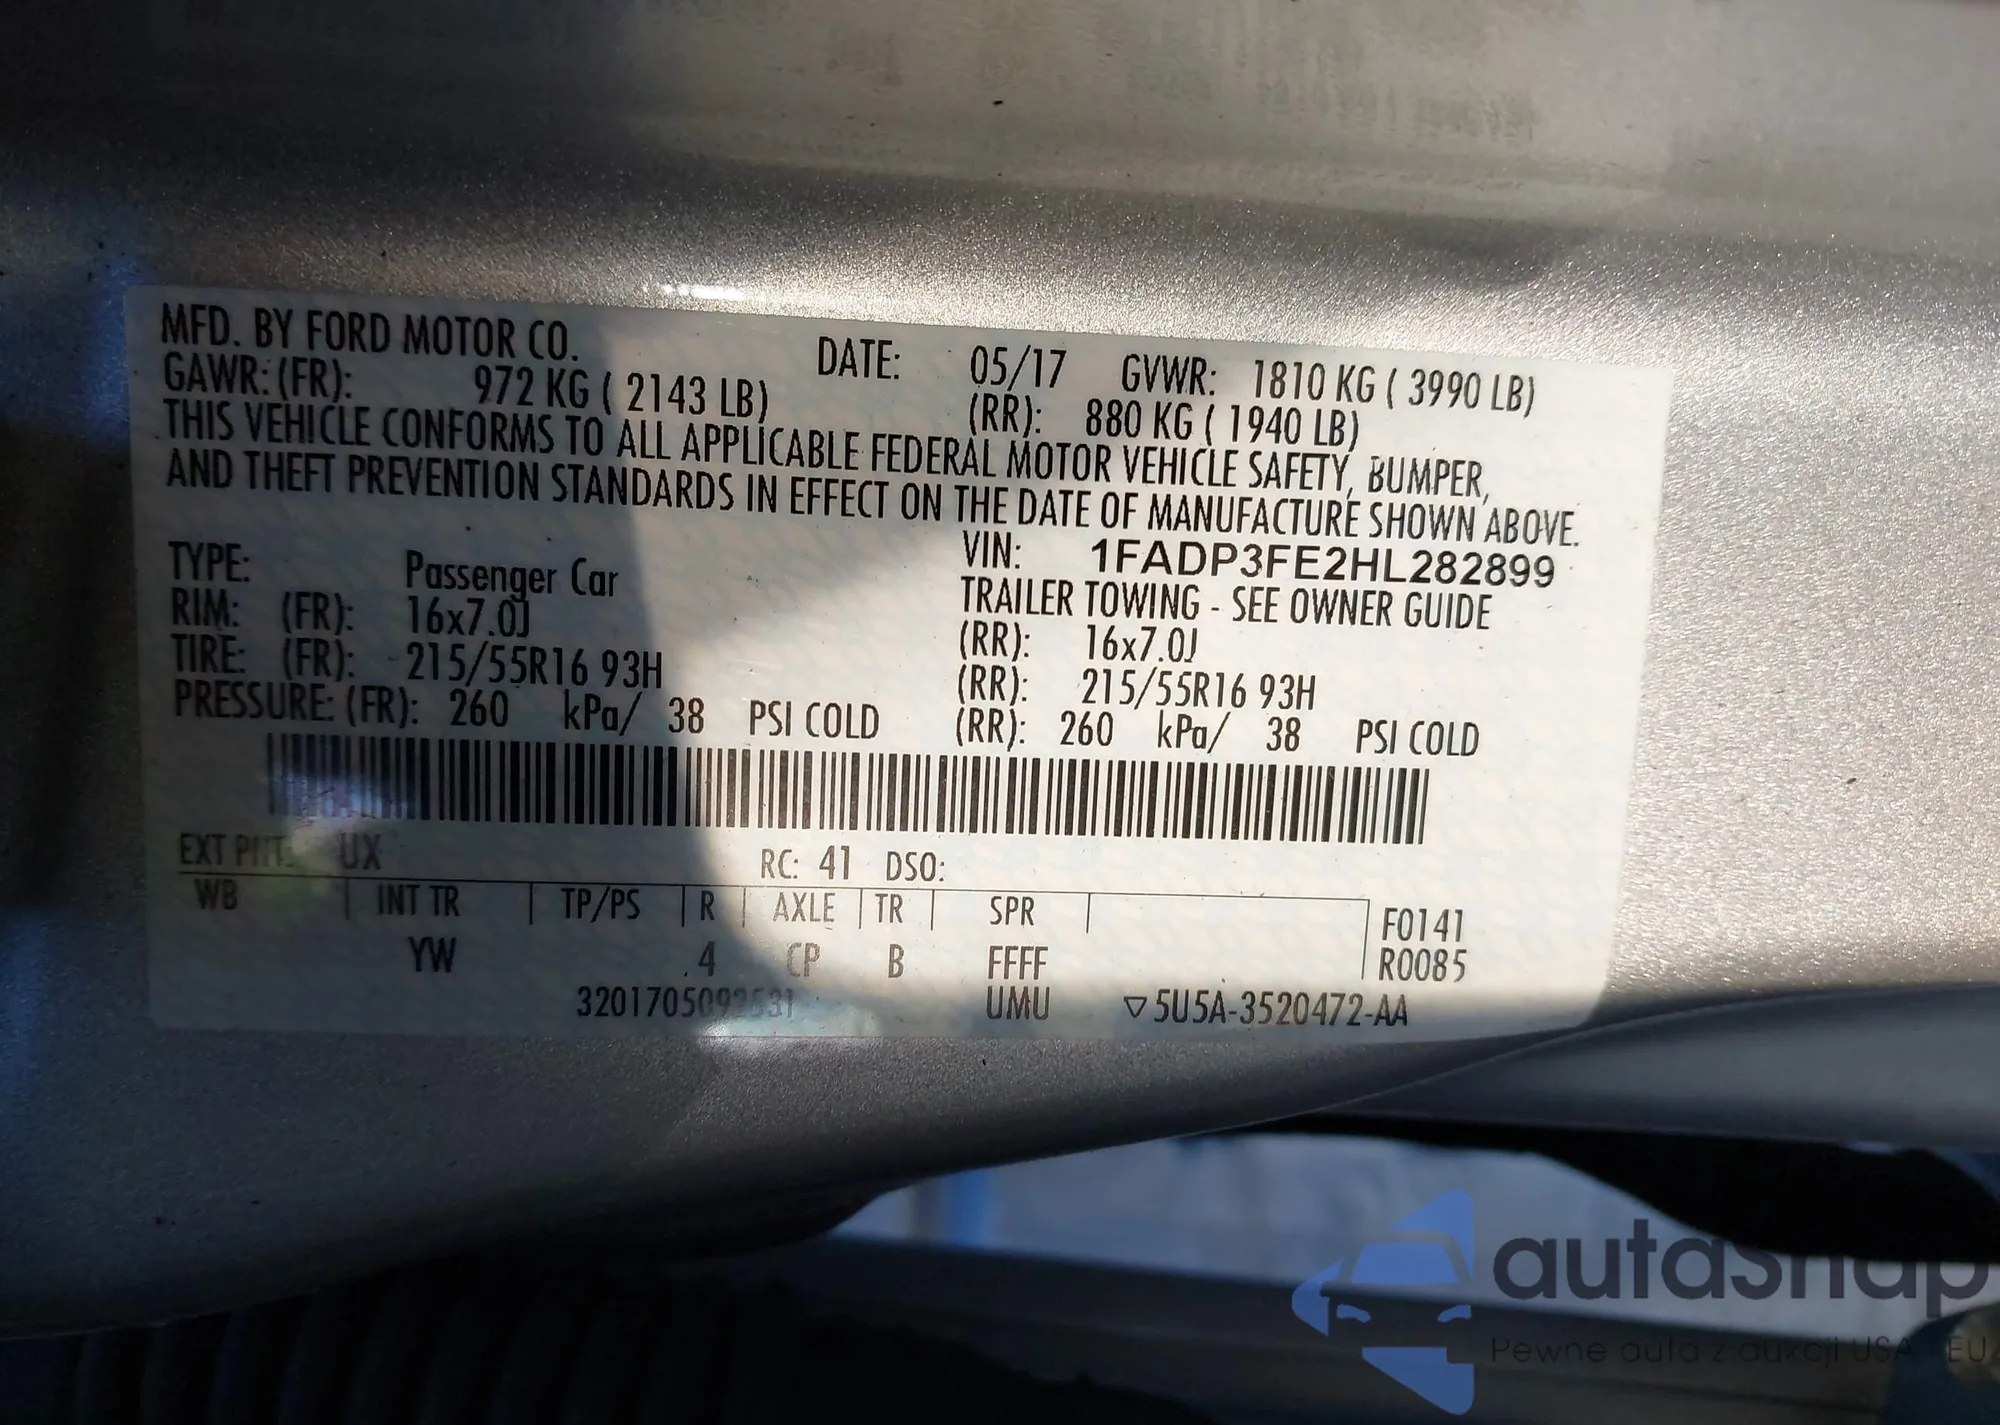 MFD. BY FORD MOTOR CO. DATE: 05/17 GVWR: 1810 KG ( 3990 LB)
GAWR: (FR): 972 KG ( 2143 LB) (RR): 880 KG ( 1940 LB)
THIS VEHICLE CONFORMS TO ALL APPLICABLE FEDERAL MOTOR VEHICLE SAFETY, BUMPER,
AND THEFT PREVENTION STANDARDS IN EFFECT ON THE DATE OF MANUFACTURE SHOWN ABOVE.
VIN: 1FADP3FE2HL282899
TYPE: Passenger Car TRAILER TOWING - SEE OWNER GUIDE
RIM: (FR): 16x7.0J (RR): 16x7.0J
TIRE: (FR): 215/55R16 93H (RR): 215/55R16 93H
PRESSURE: (FR): 260 kPa/ 38 PSI COLD (RR): 260 kPa/ 38 PSI COLD
EXT PNT: UX RC: 41 DSO:
WB INT TR TP/PS R AXLE TR SPR F0141
YW 4 CP B FFFF R0085
UMU ▽5U5A-3520472-AA
autasnap
Pewne auta z aukcji USA